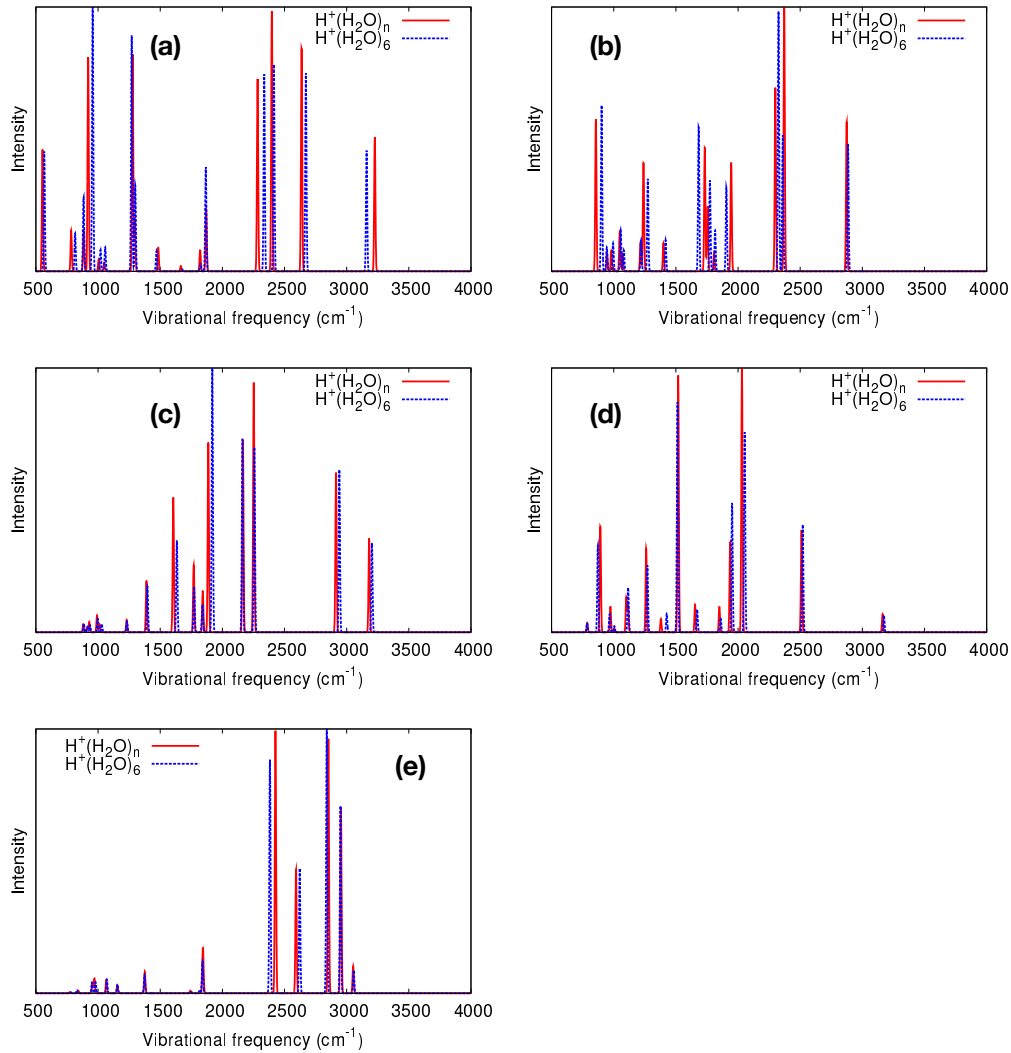 (a)
H⁺(H₂O)ₙ
H⁺(H₂O)₆
Intensity
500 1000 1500 2000 2500 3000 3500 4000
Vibrational frequency (cm⁻¹)
(b)
H⁺(H₂O)ₙ
H⁺(H₂O)₆
Intensity
500 1000 1500 2000 2500 3000 3500 4000
Vibrational frequency (cm⁻¹)
(c)
H⁺(H₂O)ₙ
H⁺(H₂O)₆
Intensity
500 1000 1500 2000 2500 3000 3500 4000
Vibrational frequency (cm⁻¹)
(d)
H⁺(H₂O)ₙ
H⁺(H₂O)₆
Intensity
500 1000 1500 2000 2500 3000 3500 4000
Vibrational frequency (cm⁻¹)
H⁺(H₂O)ₙ
H⁺(H₂O)₆
(e)
Intensity
500 1000 1500 2000 2500 3000 3500 4000
Vibrational frequency (cm⁻¹)